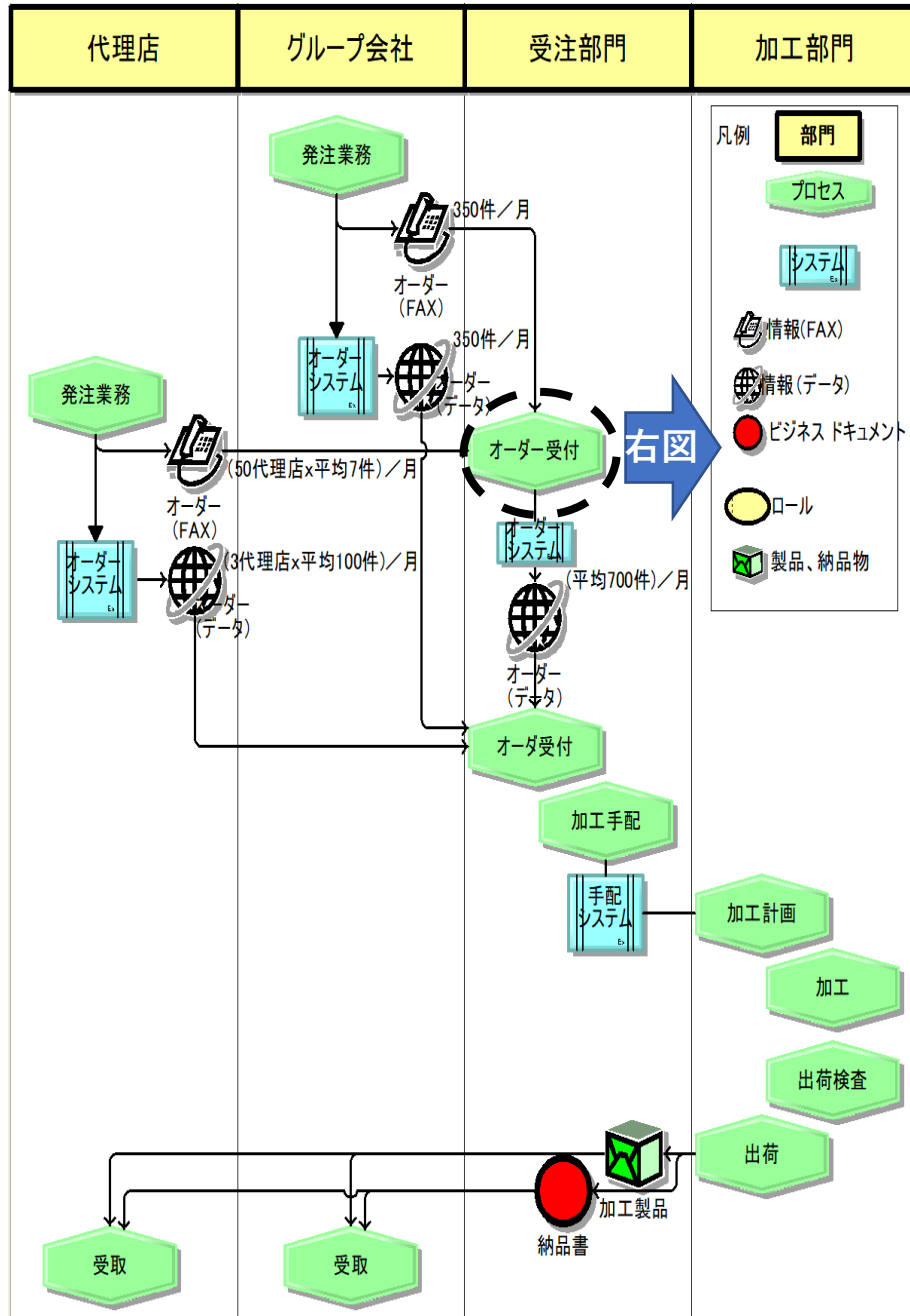 代理店
グループ会社
受注部門
加工部門
凡例
部門
プロセス
システム
情報(FAX)
情報(データ)
ビジネス ドキュメント
ロール
製品、納品物
発注業務
350件／月
オーダー
(FAX)
350件／月
オーダー
システム
オーダー
(データ)
発注業務
(50代理店x平均7件)／月
オーダー
(FAX)
オーダー
システム
(3代理店x平均100件)／月
オーダー
(データ)
オーダー受付
右図
オーダー
システム
(平均700件)／月
オーダー
(データ)
オーダ受付
加工手配
手配
システム
加工計画
加工
出荷検査
出荷
加工製品
納品書
受取
受取